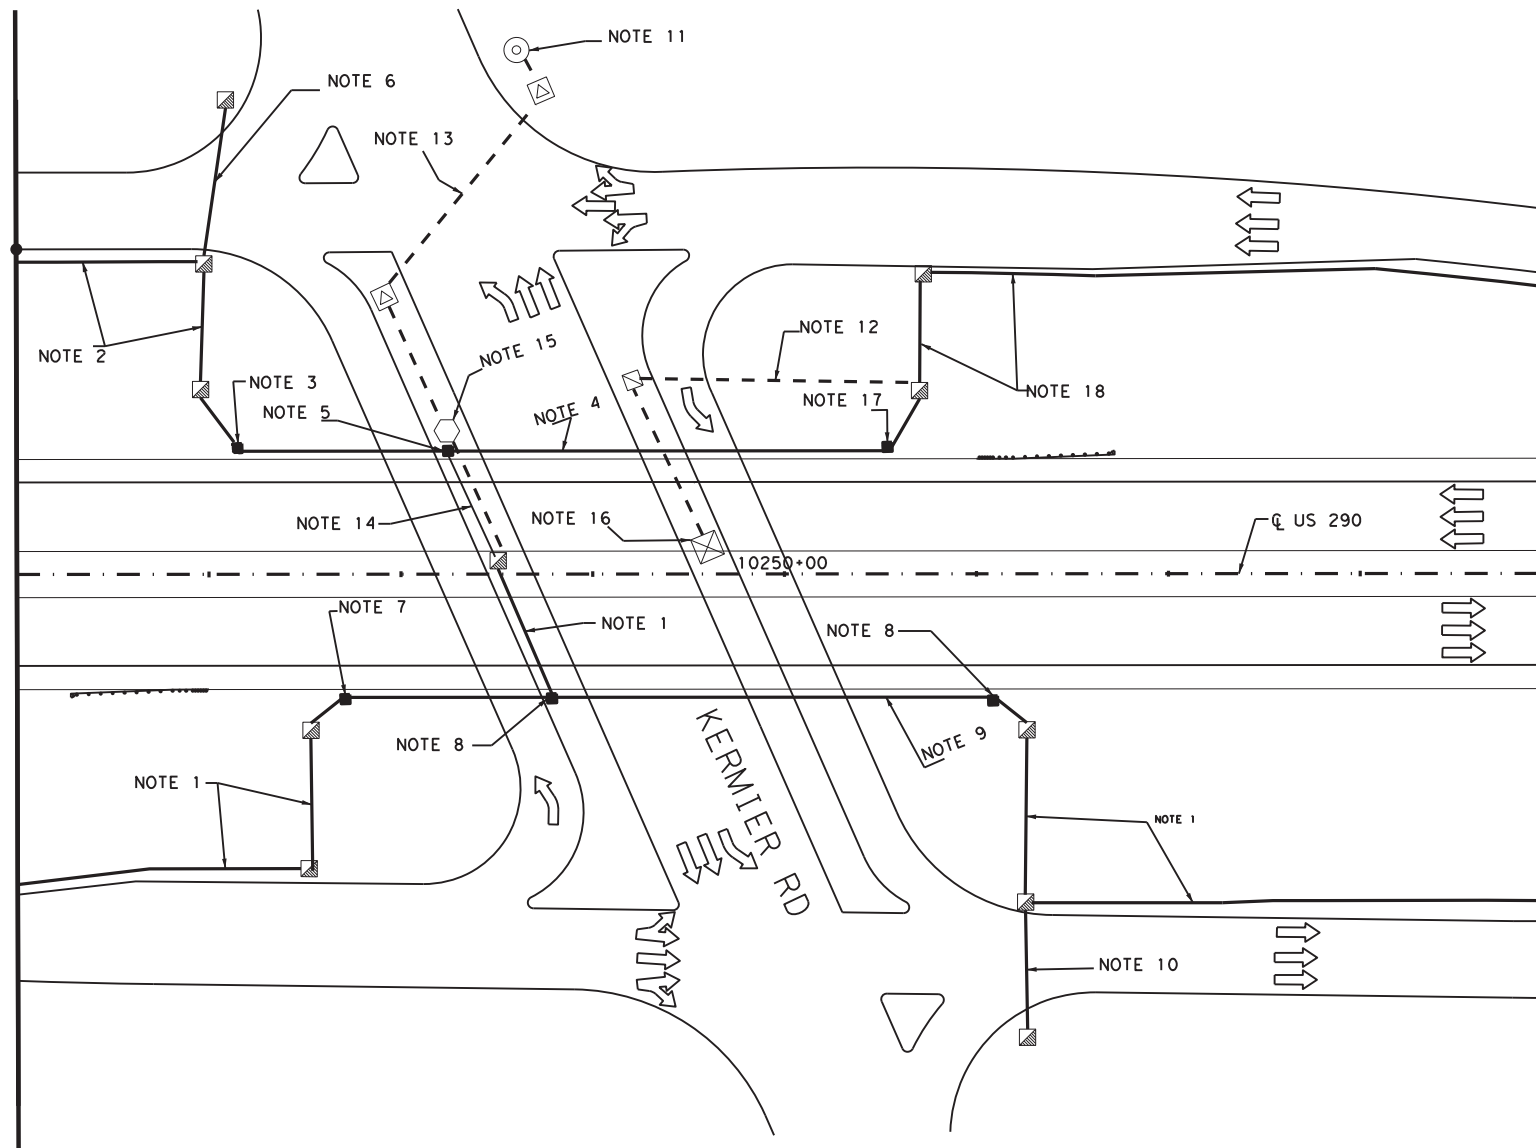 NOTE 11
NOTE 6
NOTE 13
NOTE 12
NOTE 15
NOTE 2
NOTE 3
NOTE 18
NOTE 17
NOTE 5
NOTE 4
NOTE 14
NOTE 16
℄ US 290
10250+00
NOTE 7
NOTE 1
NOTE 8
NOTE 8
NOTE 9
KERMIER RD
NOTE 1
NOTE 1
NOTE 10